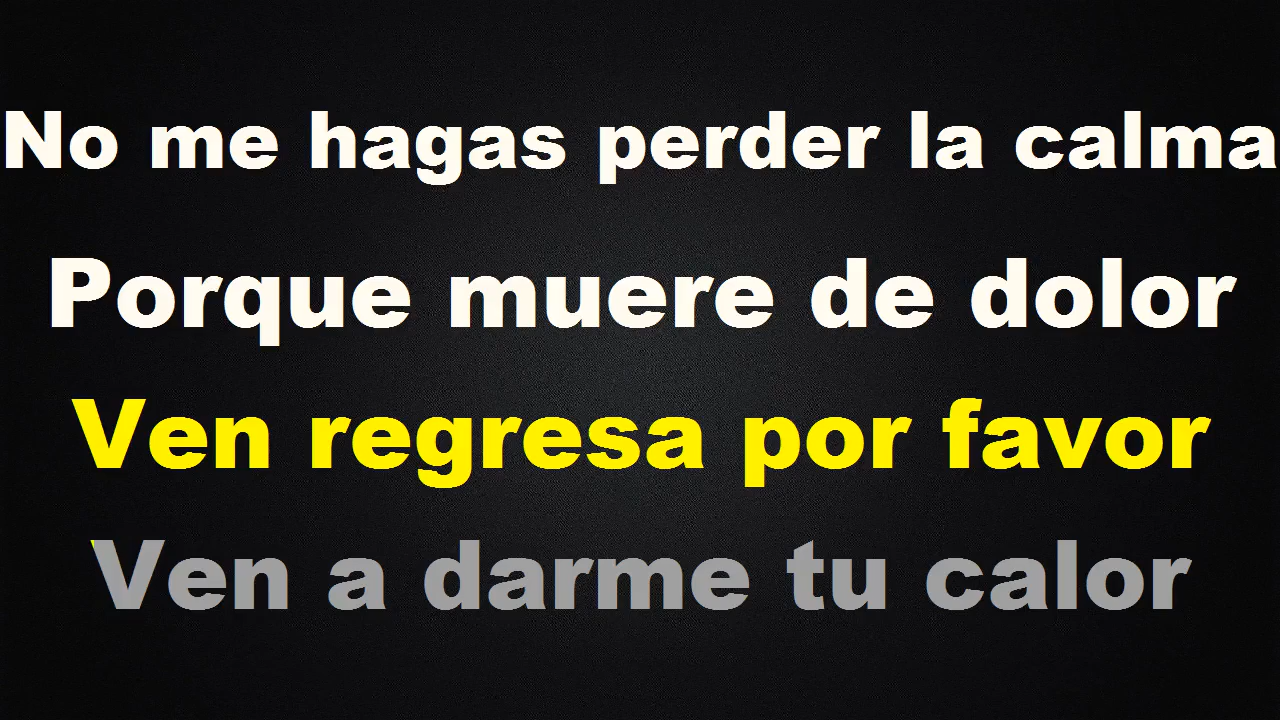 No me hagas perder la calma
Porque muere de dolor
Ven regresa por favor
Ven a darme tu calor